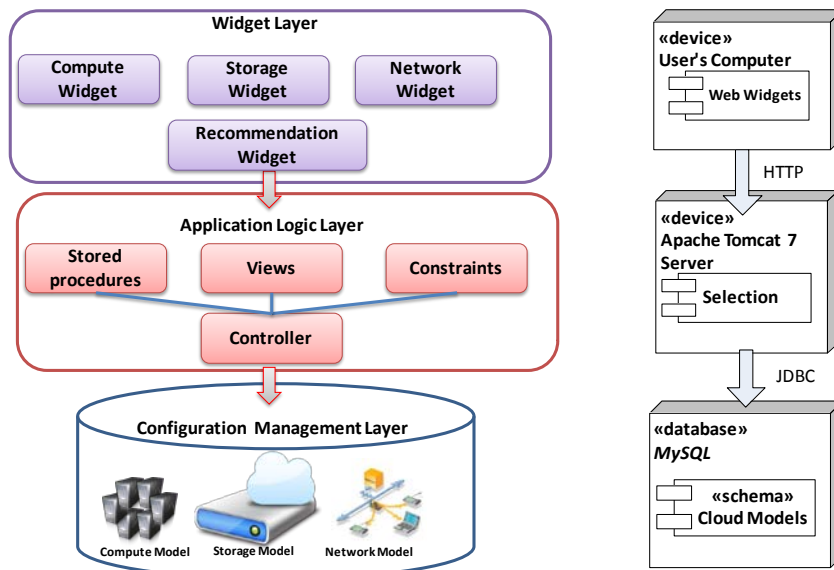 Widget Layer
Compute
Widget
Storage
Widget
Network
Widget
Recommendation
Widget
Application Logic Layer
Stored
procedures
Views
Constraints
Controller
Configuration Management Layer
Compute Model
Storage Model
Network Model
«device»
User's Computer
Web Widgets
HTTP
«device»
Apache Tomcat 7
Server
Selection
JDBC
«database»
MySQL
«schema»
Cloud Models